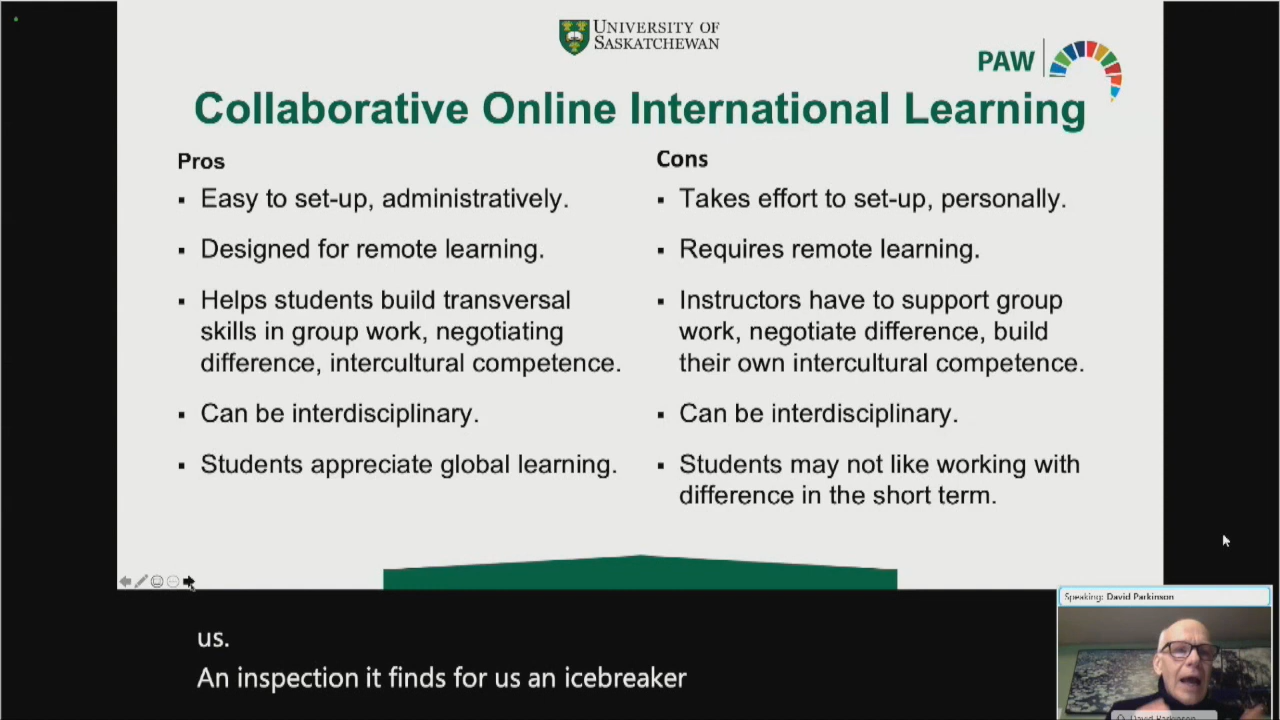 UNIVERSITY OF
SASKATCHEWAN
PAW
Collaborative Online International Learning
Pros
▪ Easy to set-up, administratively.
▪ Designed for remote learning.
▪ Helps students build transversal
skills in group work, negotiating
difference, intercultural competence.
▪ Can be interdisciplinary.
▪ Students appreciate global learning.
Cons
▪ Takes effort to set-up, personally.
▪ Requires remote learning.
▪ Instructors have to support group
work, negotiate difference, build
their own intercultural competence.
▪ Can be interdisciplinary.
▪ Students may not like working with
difference in the short term.
us.
An inspection it finds for us an icebreaker
Speaking: David Parkinson
David Parkinson